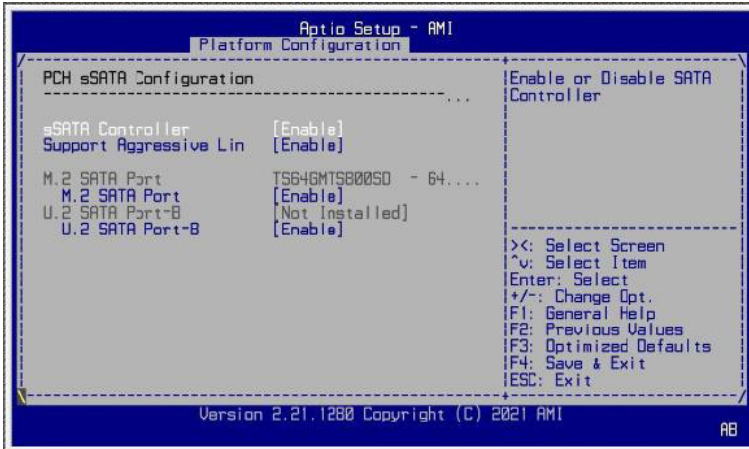 Aptio Setup - AMI
Platform Configuration
PCH sSATA Configuration
Enable or Disable SATA
Controller
sSATA Controller [Enable]
Support Aggressive Lin [Enable]
M.2 SATA Port TS64GMTS800SD - 64....
M.2 SATA Port [Enable]
U.2 SATA Port-B [Not Installed]
U.2 SATA Port-B [Enable]
><: Select Screen
^v: Select Item
Enter: Select
+/-: Change Opt.
F1: General Help
F2: Previous Values
F3: Optimized Defaults
F4: Save & Exit
ESC: Exit
Version 2.21.1280 Copyright (C) 2021 AMI
AB